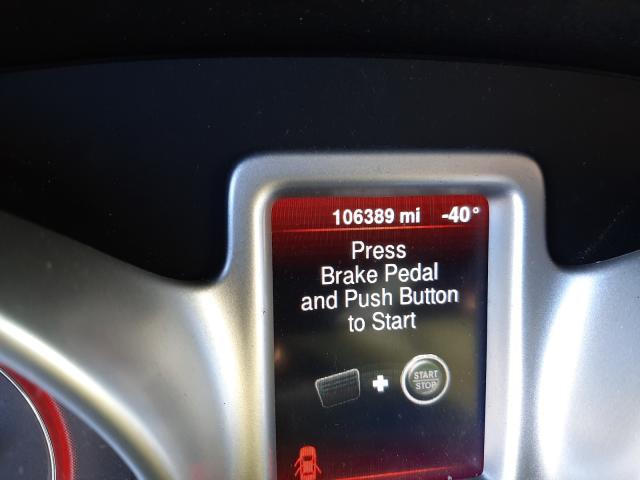 106389 mi -40°
Press
Brake Pedal
and Push Button
to Start
START
STOP